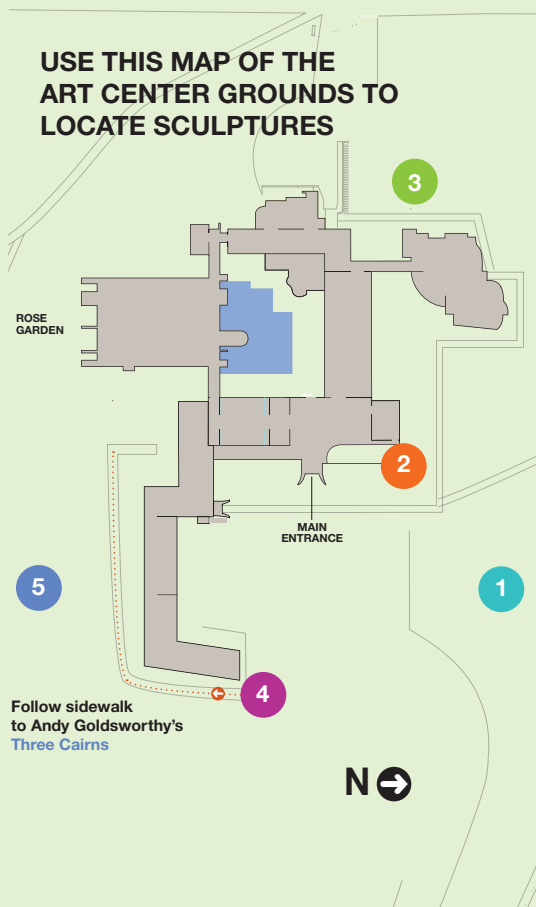 USE THIS MAP OF THE
ART CENTER GROUNDS TO
LOCATE SCULPTURES
3
ROSE
GARDEN
2
MAIN
ENTRANCE
5
1
4
Follow sidewalk
to Andy Goldsworthy's
Three Cairns
N